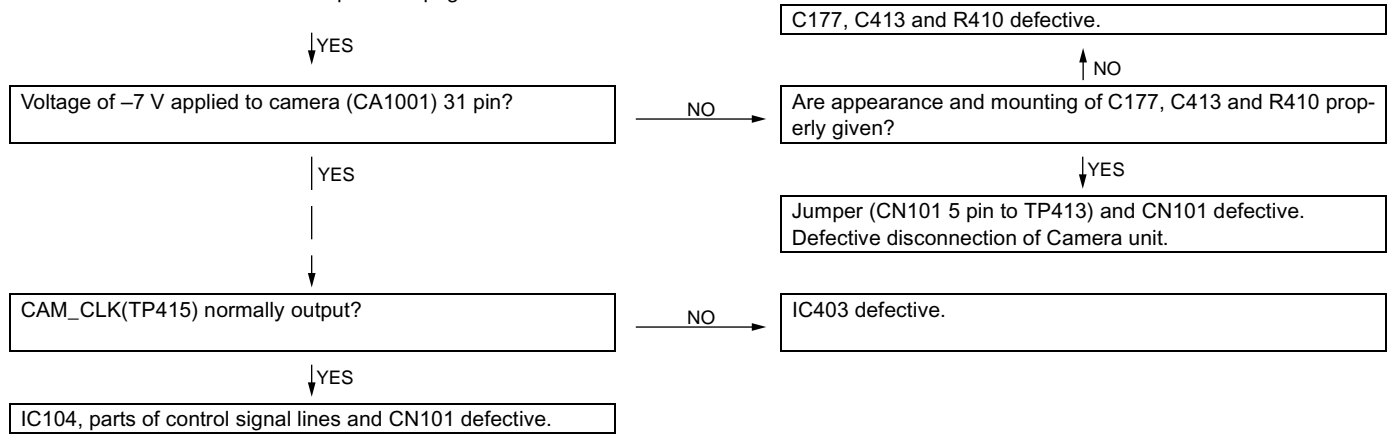 C177, C413 and R410 defective.
YES
NO
Voltage of –7 V applied to camera (CA1001) 31 pin?
NO
Are appearance and mounting of C177, C413 and R410 prop-
erly given?
YES
YES
Jumper (CN101 5 pin to TP413) and CN101 defective.
Defective disconnection of Camera unit.
CAM_CLK(TP415) normally output?
NO
IC403 defective.
YES
IC104, parts of control signal lines and CN101 defective.